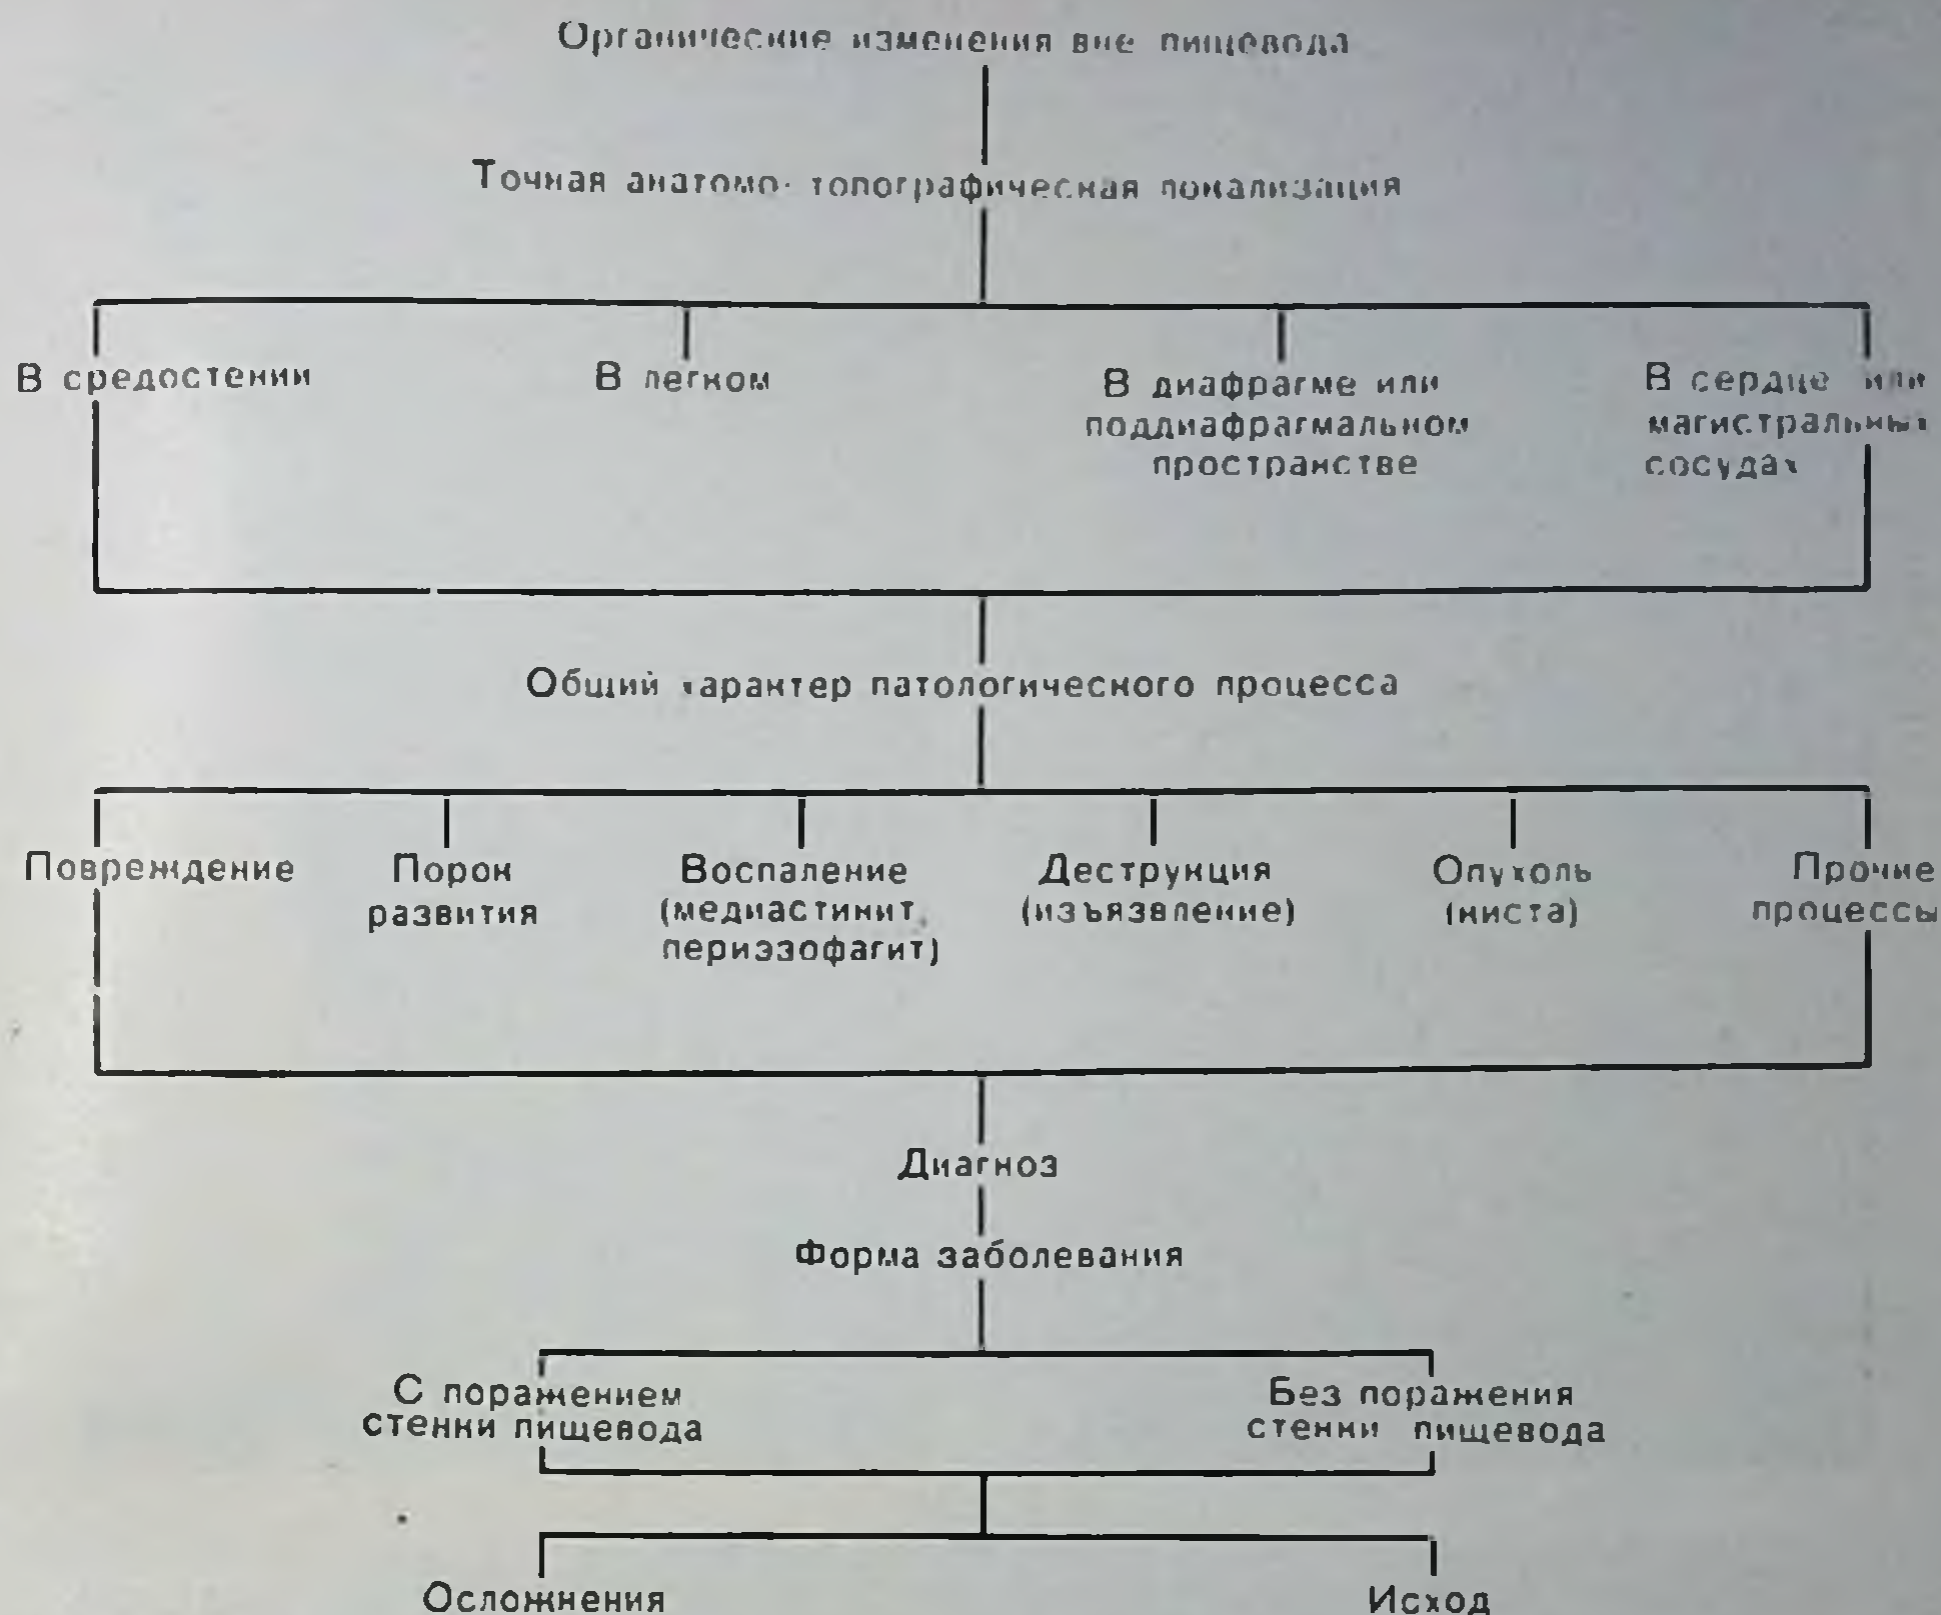 Органические изменения вне пищевода
Точная анатомо-топографическая локализация
В средостении
В легком
В диафрагме или
поддиафрагмальном
пространстве
В сердце или
магистральных
сосудах
Общий характер патологического процесса
Повреждение
Порок
развития
Воспаление
(медиастинит,
периэзофагит)
Деструкция
(изъязвление)
Опухоль
(киста)
Прочие
процессы
Диагноз
Форма заболевания
С поражением
стенки пищевода
Без поражения
стенки пищевода
Осложнения
Исход